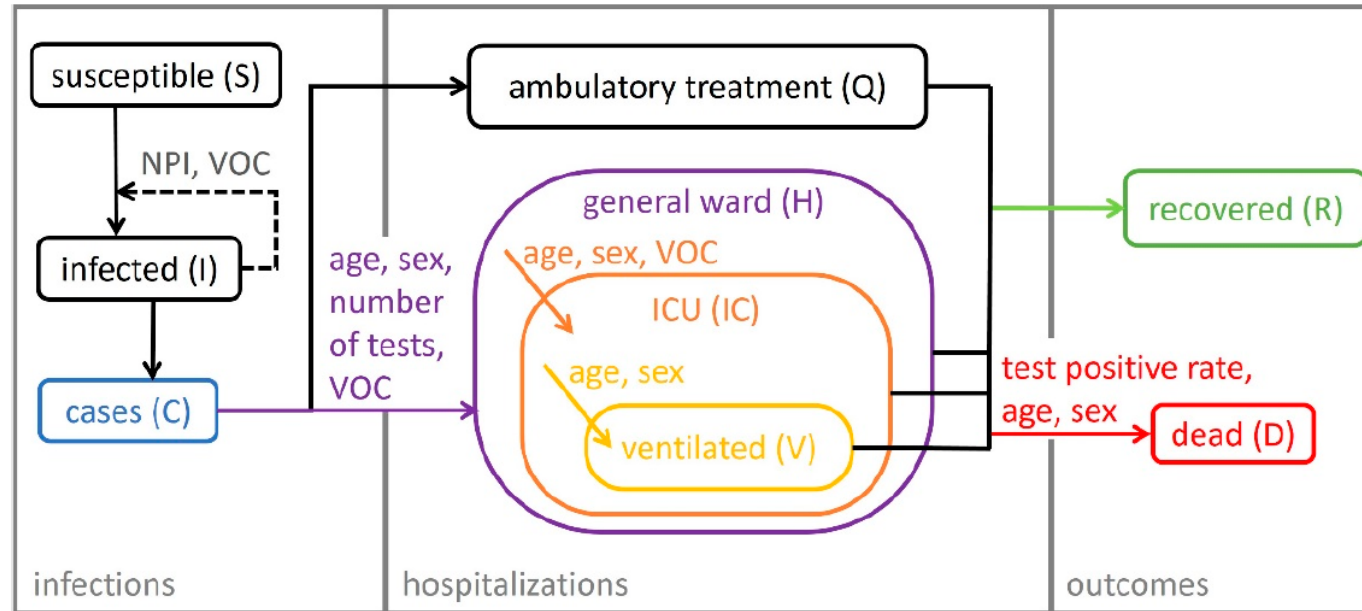 susceptible (S)
NPI, VOC
infected (I)
cases (C)
infections
age, sex,
number
of tests,
VOC
ambulatory treatment (Q)
general ward (H)
age, sex, VOC
ICU (IC)
age, sex
ventilated (V)
hospitalizations
recovered (R)
test positive rate,
age, sex
dead (D)
outcomes